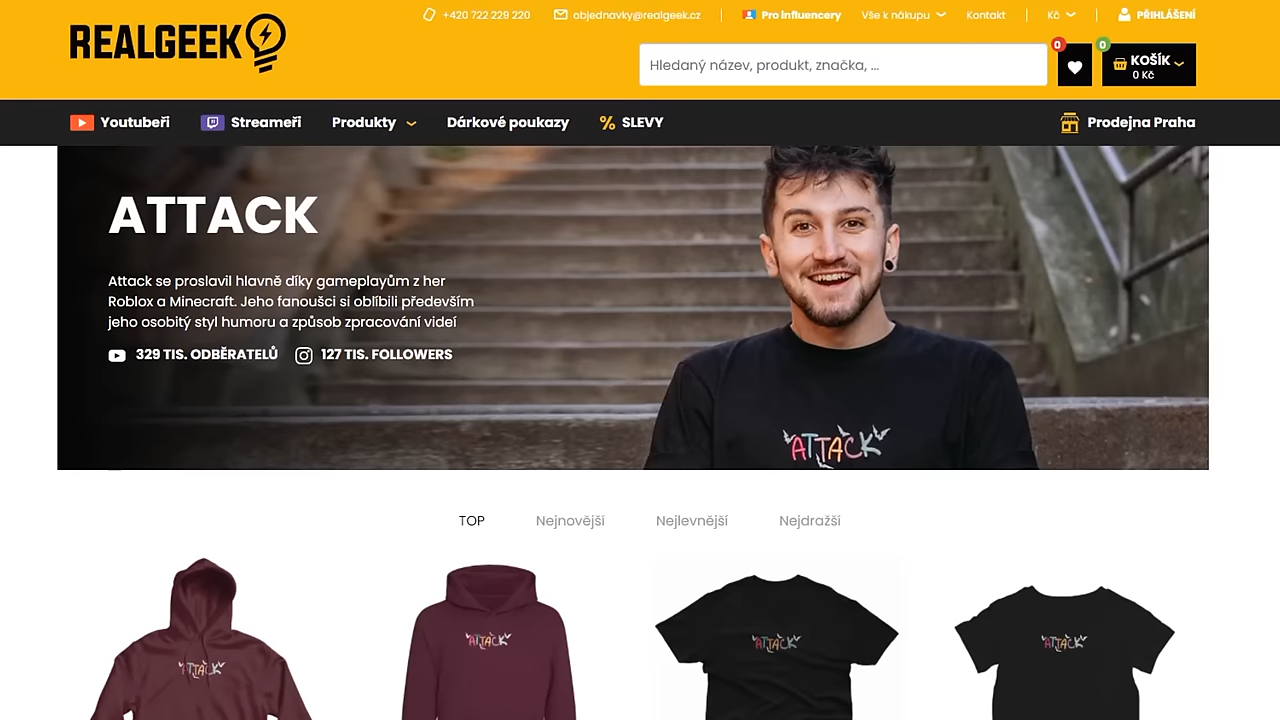 REALGEEK
+420 722 229 220
objednavky@realgeek.cz
Pro influencery
Vše k nákupu
Kontakt
Kč
PŘIHLÁŠENÍ
Hledaný název, produkt, značka, ...
0
0
KOŠÍK
0 Kč
Youtubeři
Streameři
Produkty
Dárkové poukazy
% SLEVY
Prodejna Praha
ATTACK
Attack se proslavil hlavně díky gameplayům z her
Roblox a Minecraft. Jeho fanoušci si oblíbili především
jeho osobitý styl humoru a způsob zpracování videí
329 TIS. ODBĚRATELŮ
127 TIS. FOLLOWERS
ATTACK
TOP
Nejnovější
Nejlevnější
Nejdražší
ATTACK
ATTACK
ATTACK
ATTACK